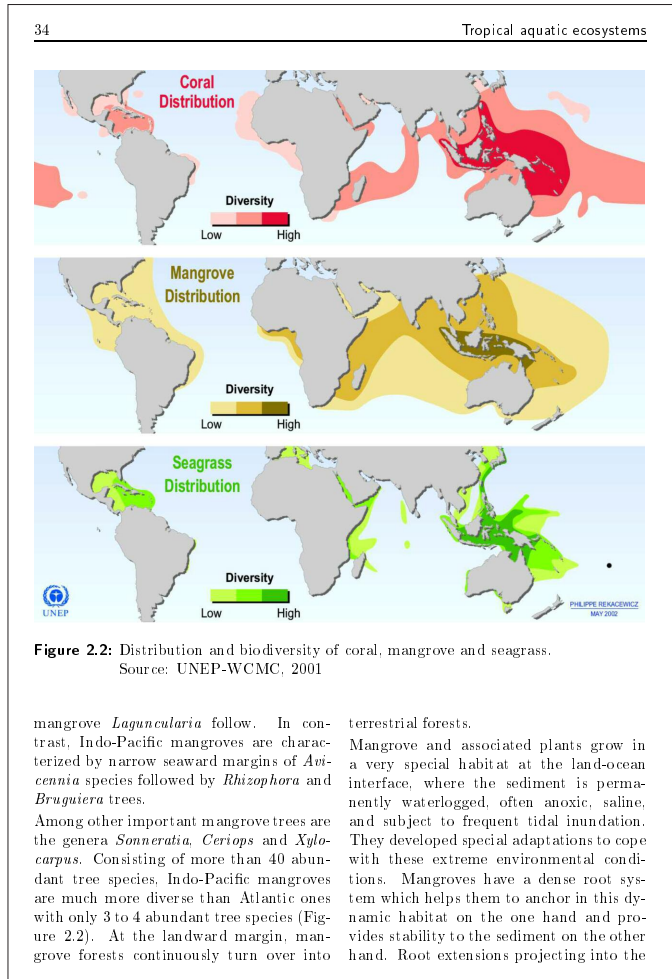 34
Tropical aquatic ecosystems
Coral
Distribution
Diversity
Low
High
Mangrove
Distribution
Diversity
Low
High
Seagrass
Distribution
Diversity
Low
High
UNEP
PHILIPPE REKACEWICZ
MAY 2002
Figure 2.2: Distribution and biodiversity of coral, mangrove and seagrass.
Source: UNEP-WCMC, 2001
mangrove Laguncularia follow. In con-
trast, Indo-Pacific mangroves are charac-
terized by narrow seaward margins of Avi-
cennia species followed by Rhizophora and
Bruguiera trees.
Among other important mangrove trees are
the genera Sonneratia, Ceriops and Xylo-
carpus. Consisting of more than 40 abun-
dant tree species, Indo-Pacific mangroves
are much more diverse than Atlantic ones
with only 3 to 4 abundant tree species (Fig-
ure 2.2). At the landward margin, man-
grove forests continuously turn over into
terrestrial forests.
Mangrove and associated plants grow in
a very special habitat at the land-ocean
interface, where the sediment is perma-
nently waterlogged, often anoxic, saline,
and subject to frequent tidal inundation.
They developed special adaptations to cope
with these extreme environmental condi-
tions. Mangroves have a dense root sys-
tem which helps them to anchor in this dy-
namic habitat on the one hand and pro-
vides stability to the sediment on the other
hand. Root extensions projecting into the